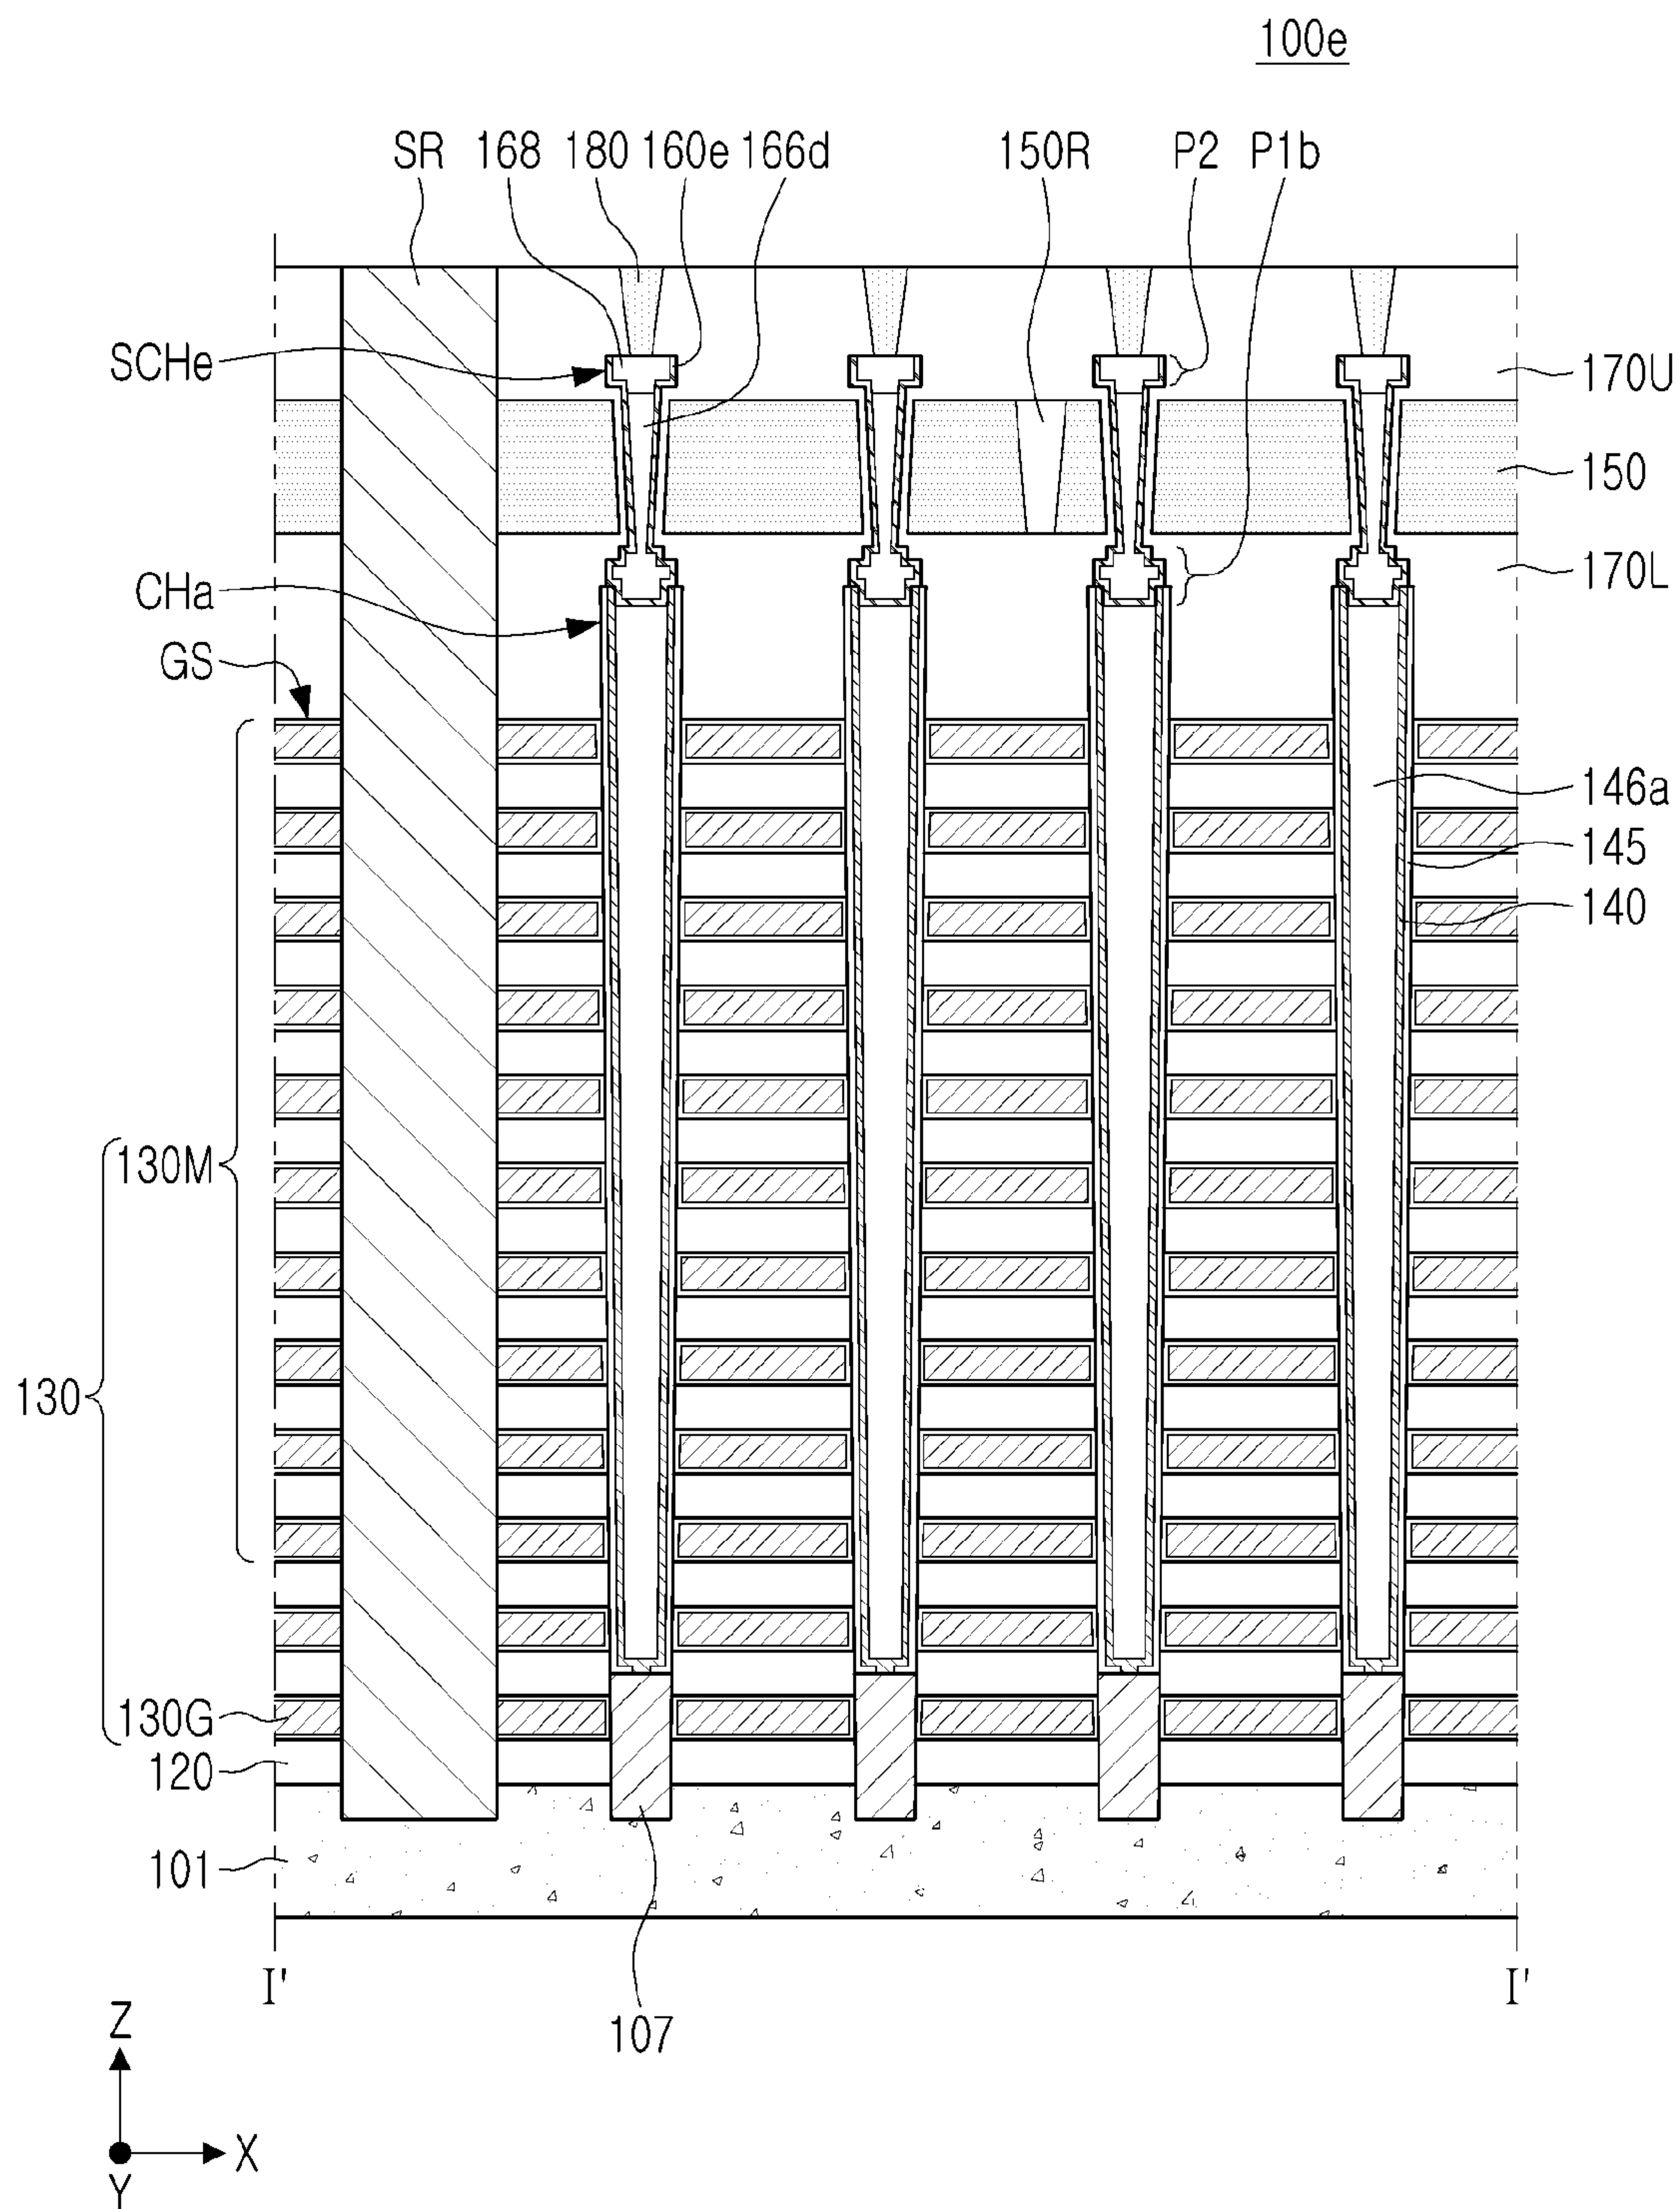 100e
SR 168 180 160e 166d 150R P2 P1b
SCHe
170U
150
CHa
170L
GS
146a
145
140
130M
130
130G
120
101
I' I'
107
Z
X
Y